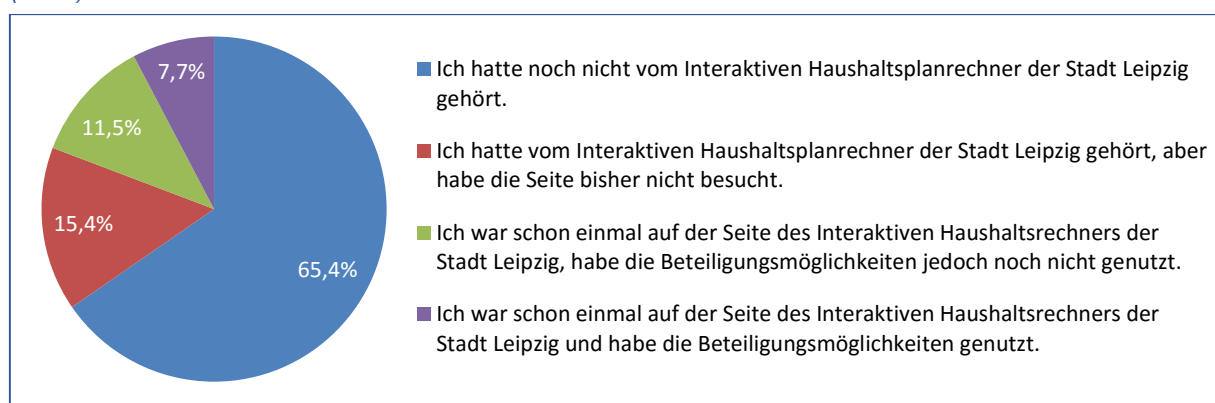 7,7%
11,5%
15,4%
65,4%
Ich hatte noch nicht vom Interaktiven Haushaltsplanrechner der Stadt Leipzig
gehört.
Ich hatte vom Interaktiven Haushaltsplanrechner der Stadt Leipzig gehört, aber
habe die Seite bisher nicht besucht.
Ich war schon einmal auf der Seite des Interaktiven Haushaltsrechners der
Stadt Leipzig, habe die Beteiligungsmöglichkeiten jedoch noch nicht genutzt.
Ich war schon einmal auf der Seite des Interaktiven Haushaltsrechners der
Stadt Leipzig und habe die Beteiligungsmöglichkeiten genutzt.